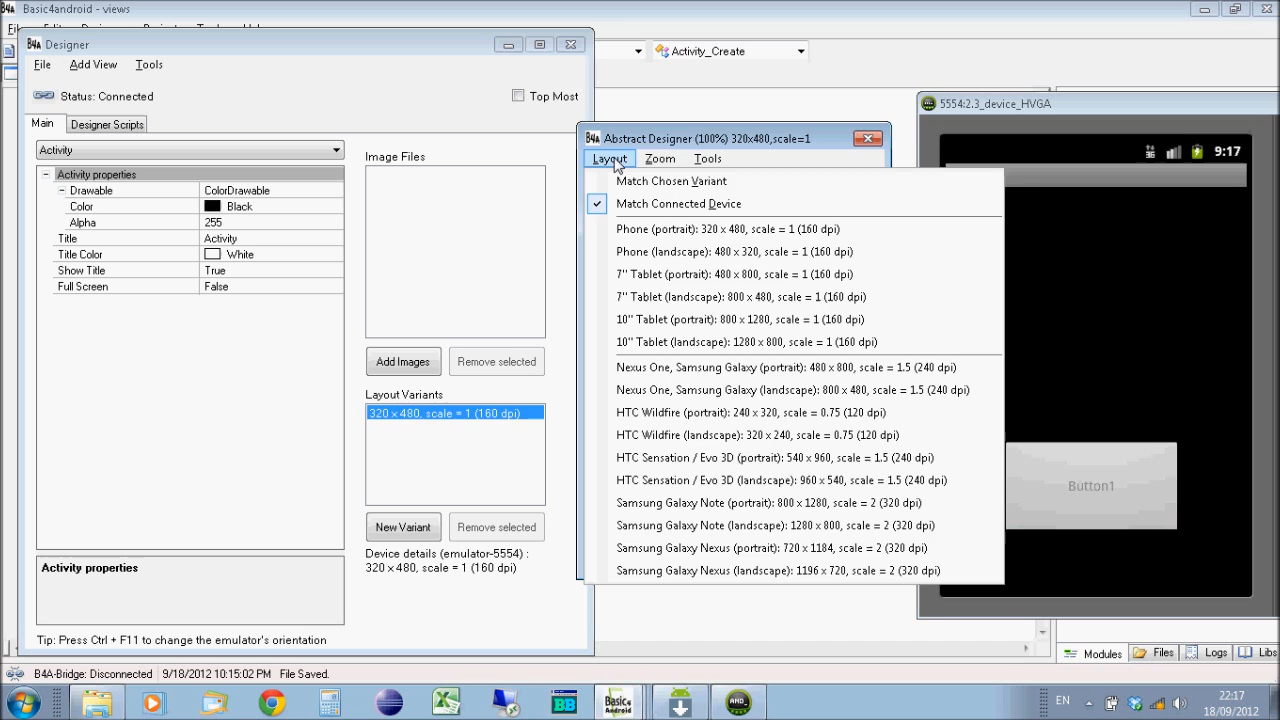 B4A Basic4android - views
Activity_Create
B4A Designer
File Add View Tools
Status: Connected
Top Most
Main Designer Scripts
Activity
Activity properties
Drawable ColorDrawable
Color Black
Alpha 255
Title Activity
Title Color White
Show Title True
Full Screen False
Activity properties
Tip: Press Ctrl + F11 to change the emulator's orientation
Image Files
Add Images Remove selected
Layout Variants
320 x 480, scale = 1 (160 dpi)
New Variant Remove selected
Device details (emulator-5554) :
320 x 480, scale = 1 (160 dpi)
B4A Abstract Designer (100%) 320x480,scale=1
Layout Zoom Tools
Match Chosen Variant
Match Connected Device
Phone (portrait): 320 x 480, scale = 1 (160 dpi)
Phone (landscape): 480 x 320, scale = 1 (160 dpi)
7" Tablet (portrait): 480 x 800, scale = 1 (160 dpi)
7" Tablet (landscape): 800 x 480, scale = 1 (160 dpi)
10" Tablet (portrait): 800 x 1280, scale = 1 (160 dpi)
10" Tablet (landscape): 1280 x 800, scale = 1 (160 dpi)
Nexus One, Samsung Galaxy (portrait): 480 x 800, scale = 1.5 (240 dpi)
Nexus One, Samsung Galaxy (landscape): 800 x 480, scale = 1.5 (240 dpi)
HTC Wildfire (portrait): 240 x 320, scale = 0.75 (120 dpi)
HTC Wildfire (landscape): 320 x 240, scale = 0.75 (120 dpi)
HTC Sensation / Evo 3D (portrait): 540 x 960, scale = 1.5 (240 dpi)
HTC Sensation / Evo 3D (landscape): 960 x 540, scale = 1.5 (240 dpi)
Samsung Galaxy Note (portrait): 800 x 1280, scale = 2 (320 dpi)
Samsung Galaxy Note (landscape): 1280 x 800, scale = 2 (320 dpi)
Samsung Galaxy Nexus (portrait): 720 x 1184, scale = 2 (320 dpi)
Samsung Galaxy Nexus (landscape): 1196 x 720, scale = 2 (320 dpi)
5554:2.3_device_HVGA
9:17
Button1
Modules Files Logs Libs
B4A-Bridge: Disconnected 9/18/2012 10:15:02 PM File Saved.
BB
Basic4 Android
EN
22:17
18/09/2012